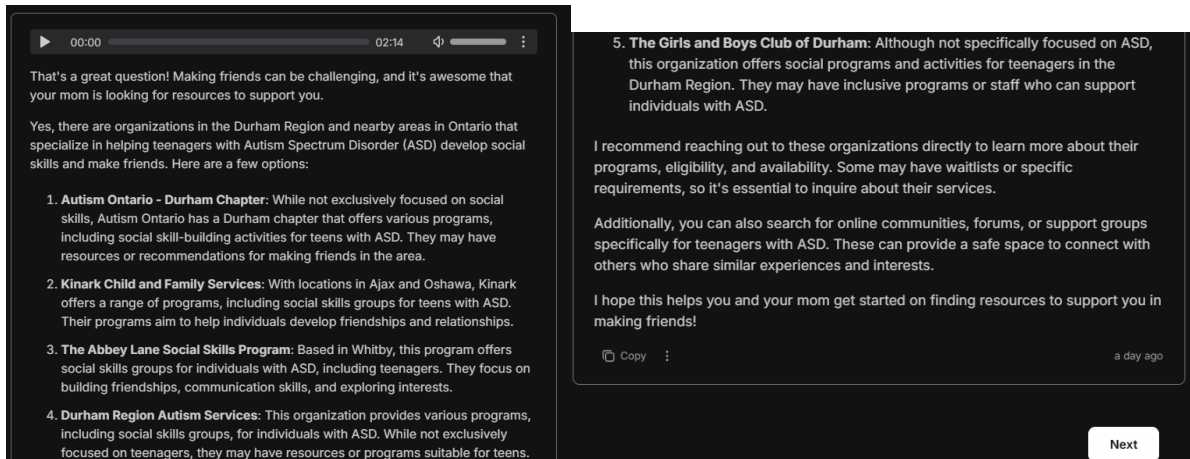 00:00 02:14
That's a great question! Making friends can be challenging, and it's awesome that
your mom is looking for resources to support you.
Yes, there are organizations in the Durham Region and nearby areas in Ontario that
specialize in helping teenagers with Autism Spectrum Disorder (ASD) develop social
skills and make friends. Here are a few options:
1. Autism Ontario - Durham Chapter: While not exclusively focused on social
skills, Autism Ontario has a Durham chapter that offers various programs,
including social skill-building activities for teens with ASD. They may have
resources or recommendations for making friends in the area.
2. Kinark Child and Family Services: With locations in Ajax and Oshawa, Kinark
offers a range of programs, including social skills groups for teens with ASD.
Their programs aim to help individuals develop friendships and relationships.
3. The Abbey Lane Social Skills Program: Based in Whitby, this program offers
social skills groups for individuals with ASD, including teenagers. They focus on
building friendships, communication skills, and exploring interests.
4. Durham Region Autism Services: This organization provides various programs,
including social skills groups, for individuals with ASD. While not exclusively
focused on teenagers, they may have resources or programs suitable for teens.
5. The Girls and Boys Club of Durham: Although not specifically focused on ASD,
this organization offers social programs and activities for teenagers in the
Durham Region. They may have inclusive programs or staff who can support
individuals with ASD.
I recommend reaching out to these organizations directly to learn more about their
programs, eligibility, and availability. Some may have waitlists or specific
requirements, so it's essential to inquire about their services.
Additionally, you can also search for online communities, forums, or support groups
specifically for teenagers with ASD. These can provide a safe space to connect with
others who share similar experiences and interests.
I hope this helps you and your mom get started on finding resources to support you in
making friends!
Copy a day ago
Next